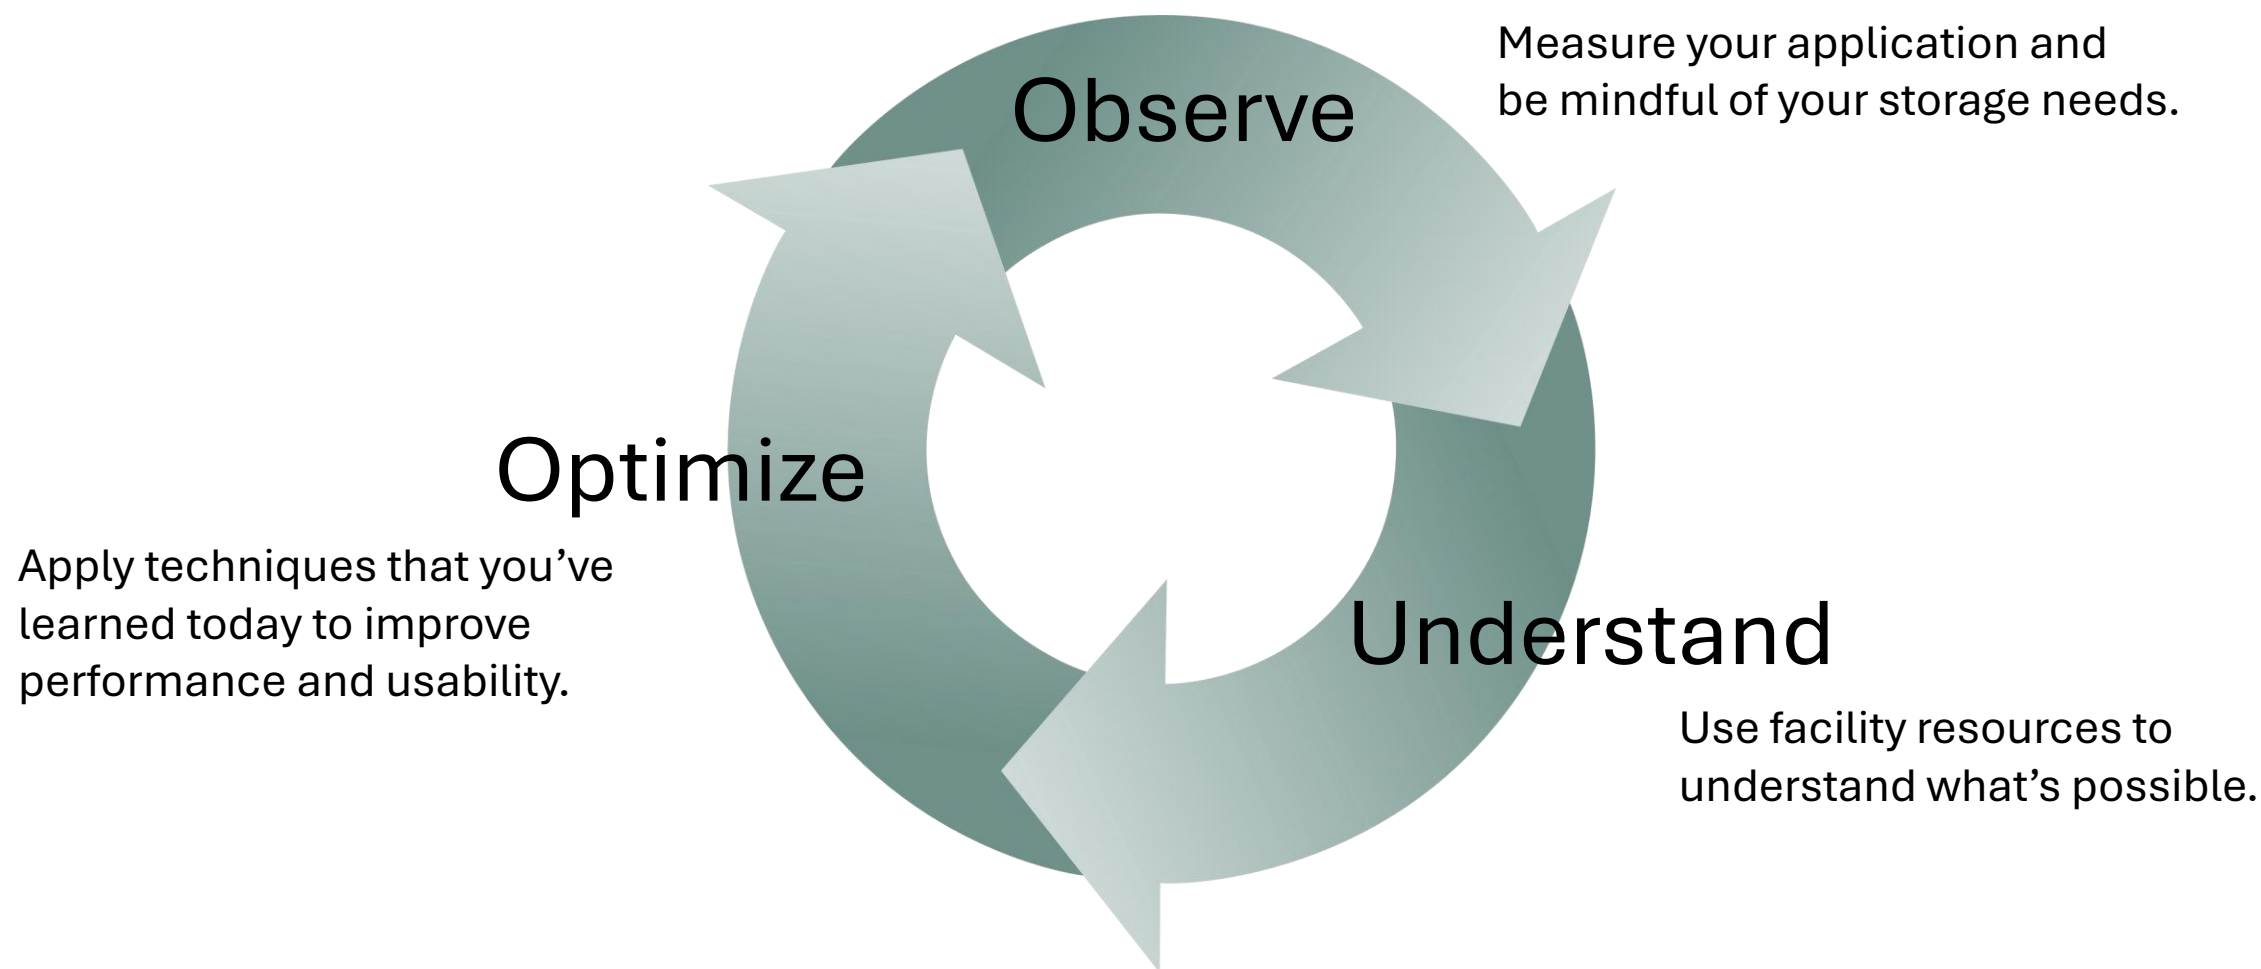 Observe
Measure your application and
be mindful of your storage needs.
Understand
Use facility resources to
understand what’s possible.
Optimize
Apply techniques that you’ve
learned today to improve
performance and usability.